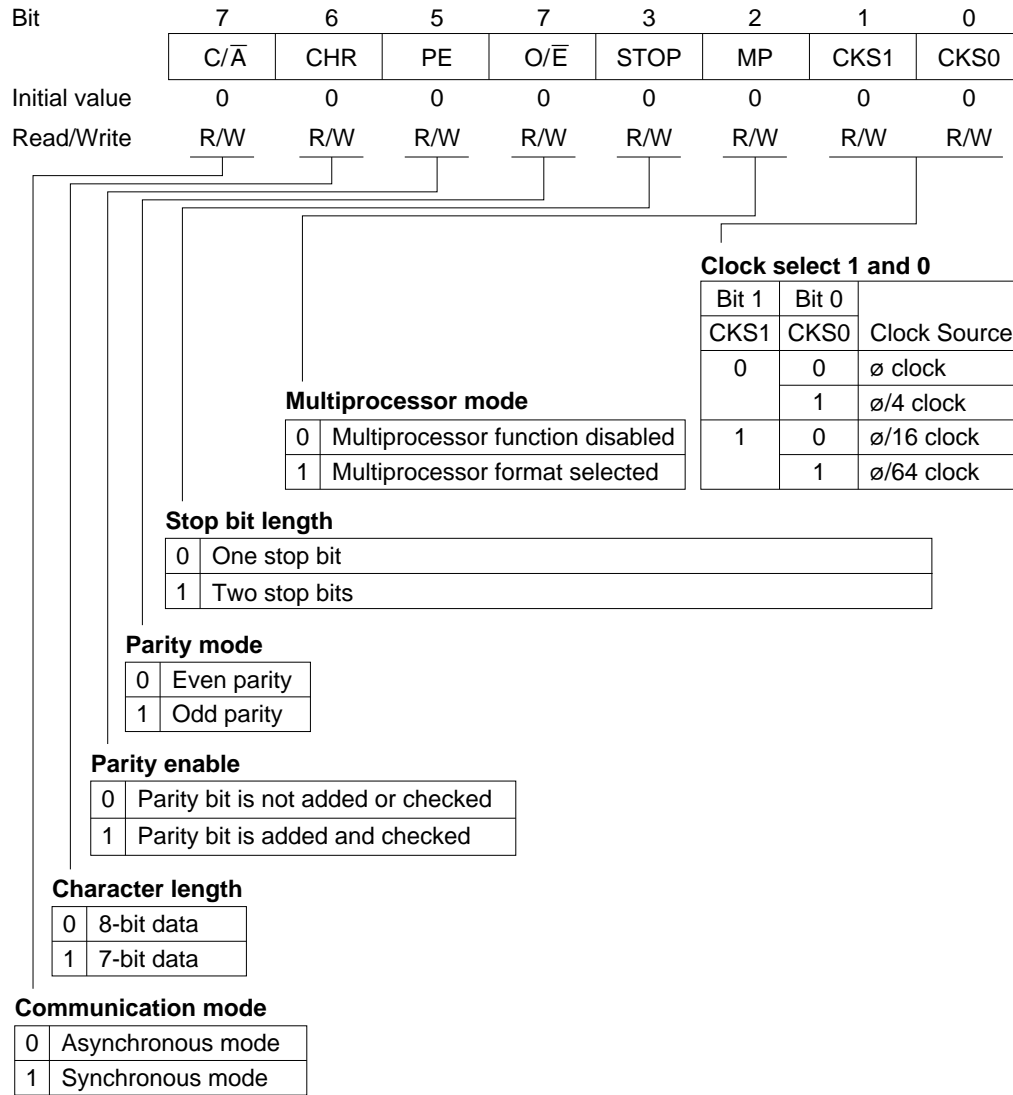 Bit 7 6 5 7 3 2 1 0
C/A̅ CHR PE O/E̅ STOP MP CKS1 CKS0
Initial value 0 0 0 0 0 0 0 0
Read/Write R/W R/W R/W R/W R/W R/W R/W R/W
Clock select 1 and 0
Bit 1 Bit 0
CKS1 CKS0 Clock Source
0 0 ø clock
1 ø/4 clock
1 0 ø/16 clock
1 ø/64 clock
Multiprocessor mode
0 Multiprocessor function disabled
1 Multiprocessor format selected
Stop bit length
0 One stop bit
1 Two stop bits
Parity mode
0 Even parity
1 Odd parity
Parity enable
0 Parity bit is not added or checked
1 Parity bit is added and checked
Character length
0 8-bit data
1 7-bit data
Communication mode
0 Asynchronous mode
1 Synchronous mode